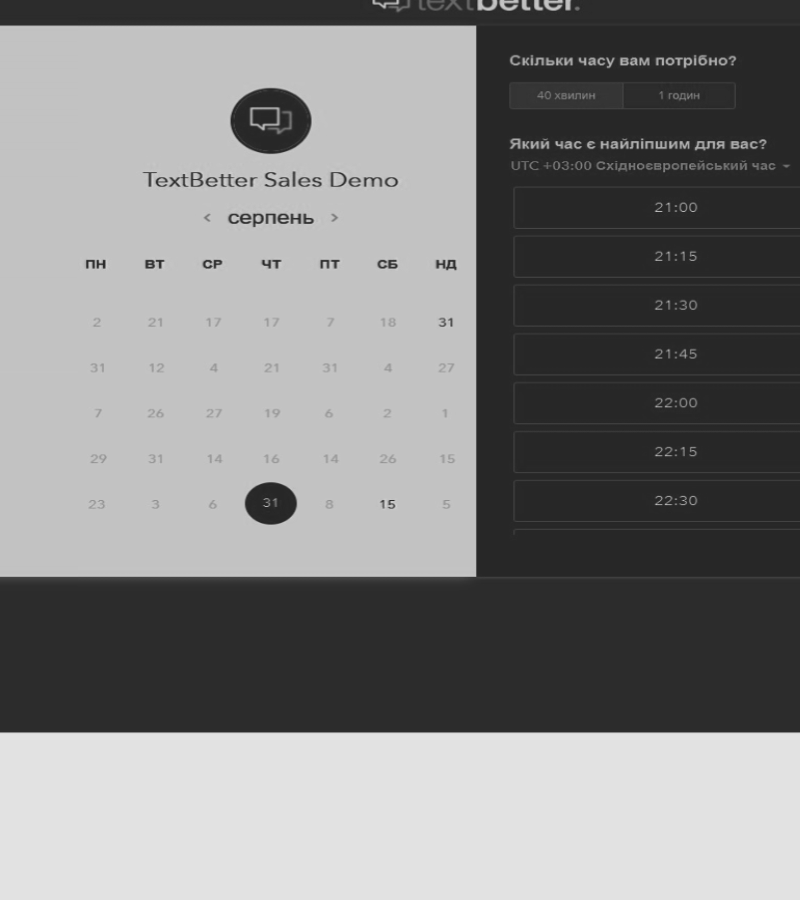 textbetter.
TextBetter Sales Demo
< серпень >
ПН ВТ СР ЧТ ПТ СБ НД
2 21 17 17 7 18 31
31 12 4 21 31 4 27
7 26 27 19 6 2 1
29 31 14 16 14 26 15
23 3 6 31 8 15 5
Скільки часу вам потрібно?
40 хвилин 1 годин
Який час є найліпшим для вас?
UTC +03:00 Східноєвропейський час
21:00
21:15
21:30
21:45
22:00
22:15
22:30